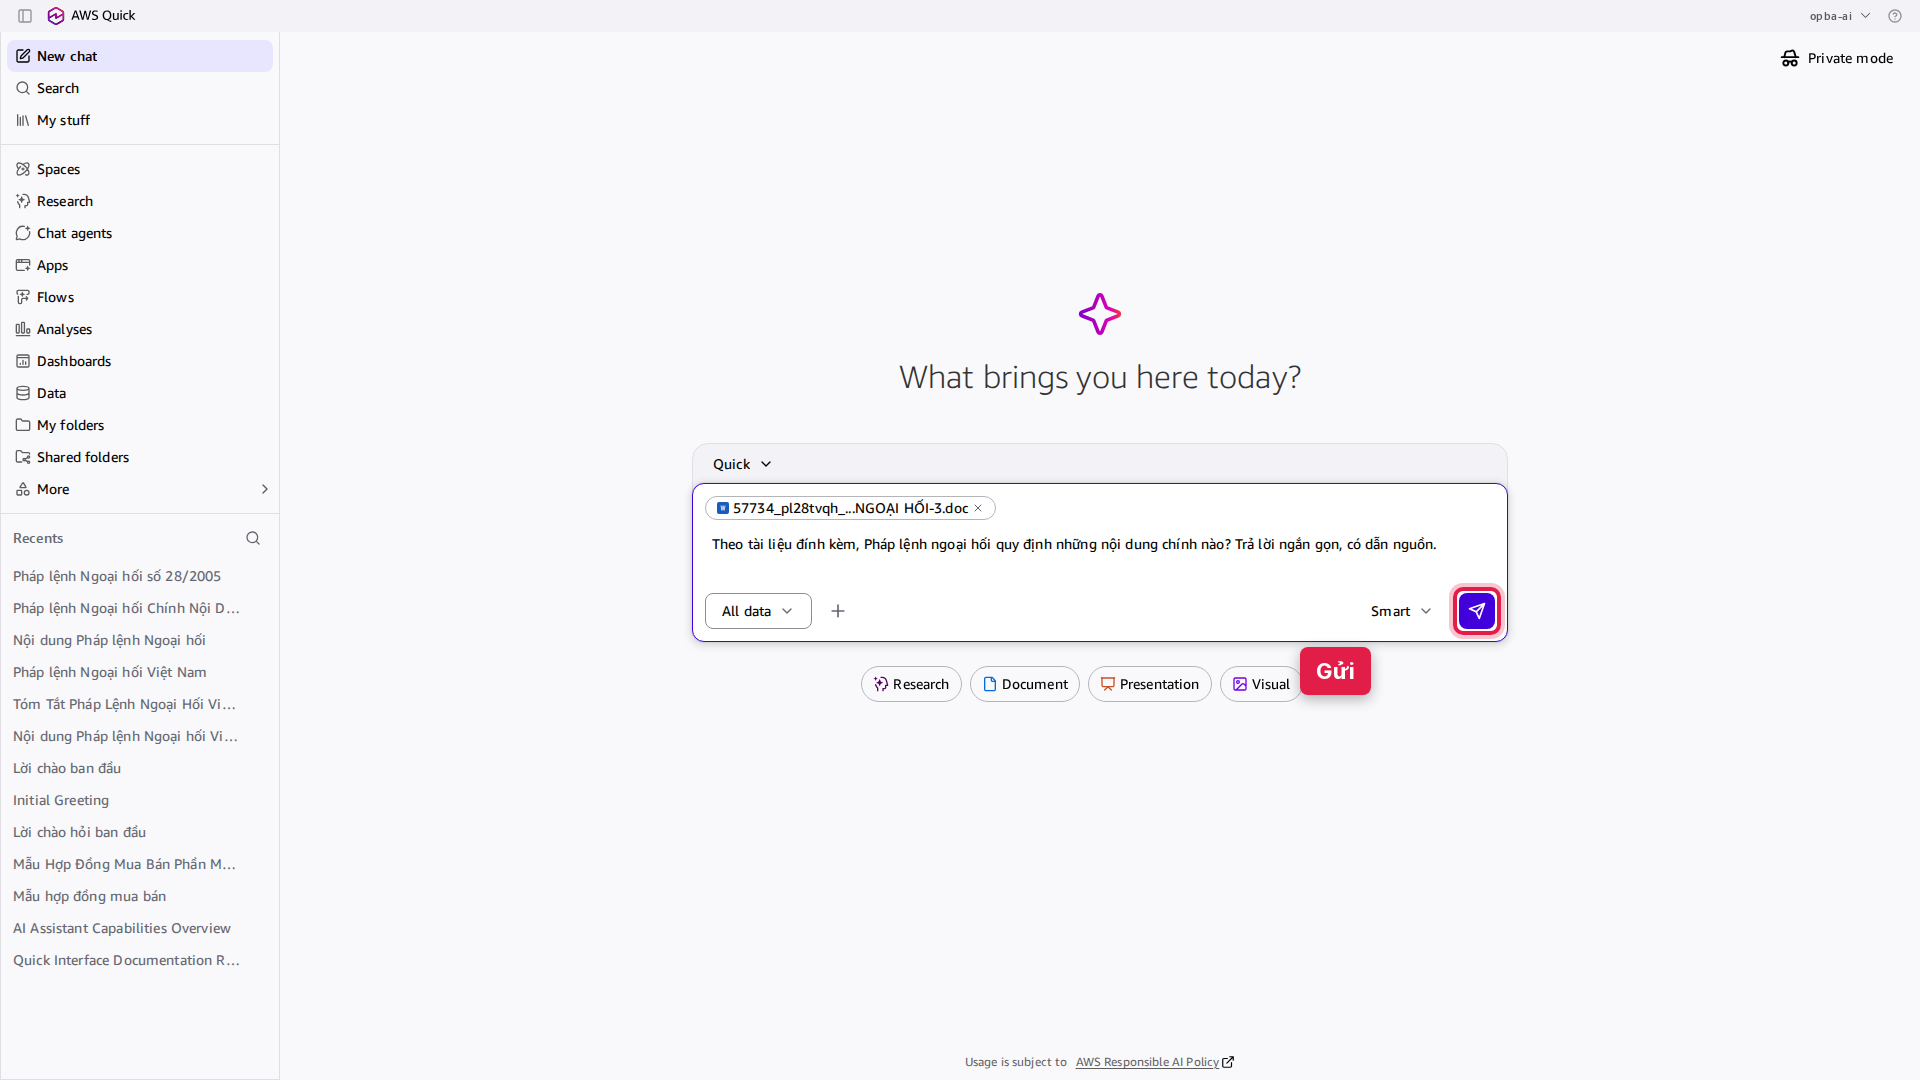 AWS Quick
opba-ai
New chat
Private mode
Search
My stuff
Spaces
Research
Chat agents
Apps
Flows
Analyses
Dashboards
Data
My folders
Shared folders
More
Recents
Pháp lệnh Ngoại hối số 28/2005
Pháp lệnh Ngoại hối Chính Nội D...
Nội dung Pháp lệnh Ngoại hối
Pháp lệnh Ngoại hối Việt Nam
Tóm Tắt Pháp Lệnh Ngoại Hối Vi...
Nội dung Pháp lệnh Ngoại hối Vi...
Lời chào ban đầu
Initial Greeting
Lời chào hỏi ban đầu
Mẫu Hợp Đồng Mua Bán Phần M...
Mẫu hợp đồng mua bán
AI Assistant Capabilities Overview
Quick Interface Documentation R...
What brings you here today?
Quick
57734_pl28tvqh_...NGOẠI HỐI-3.doc
Theo tài liệu đính kèm, Pháp lệnh ngoại hối quy định những nội dung chính nào? Trả lời ngắn gọn, có dẫn nguồn.
All data
Smart
Gửi
Research
Document
Presentation
Visual
Usage is subject to AWS Responsible AI Policy